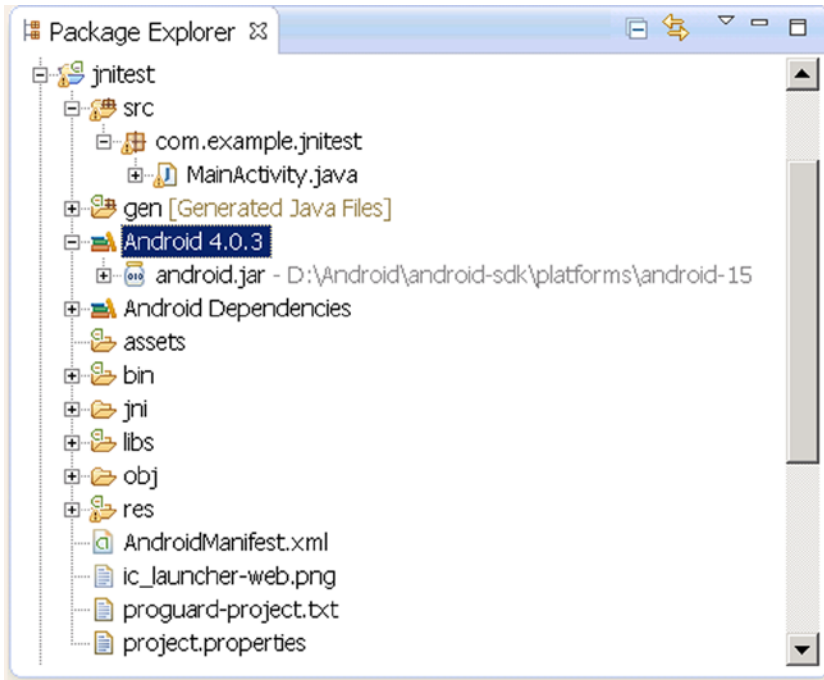 Package Explorer
jnitest
src
com.example.jnitest
MainActivity.java
gen [Generated Java Files]
Android 4.0.3
android.jar - D:\Android\android-sdk\platforms\android-15
Android Dependencies
assets
bin
jni
libs
obj
res
AndroidManifest.xml
ic_launcher-web.png
proguard-project.txt
project.properties